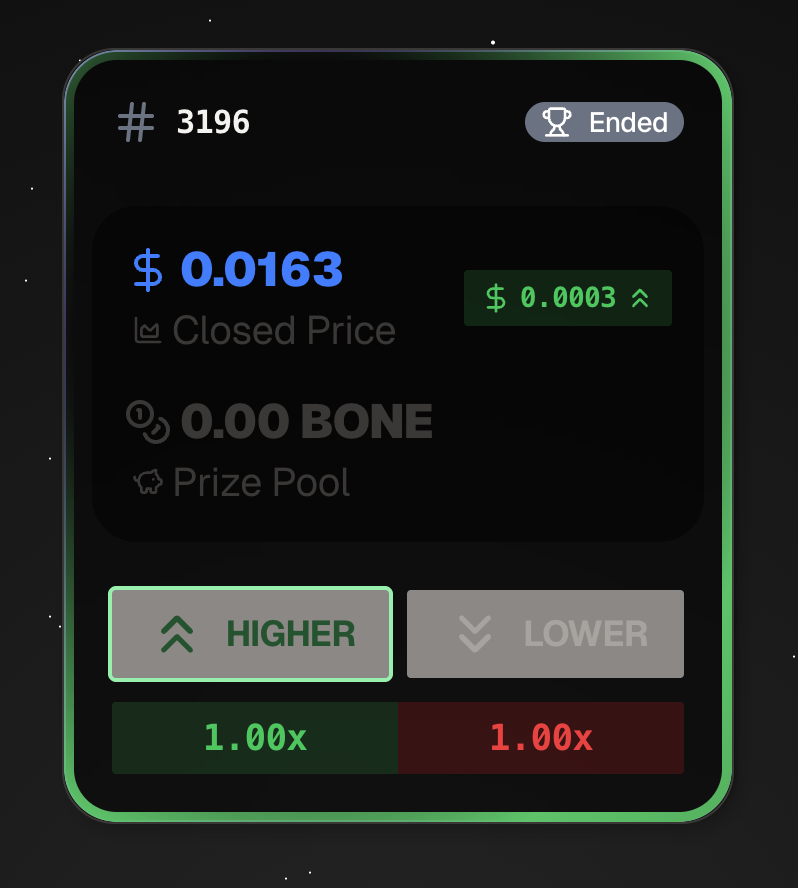 # 3196
Ended
$ 0.0163
$ 0.0003
Closed Price
0.00 BONE
Prize Pool
HIGHER
LOWER
1.00x
1.00x